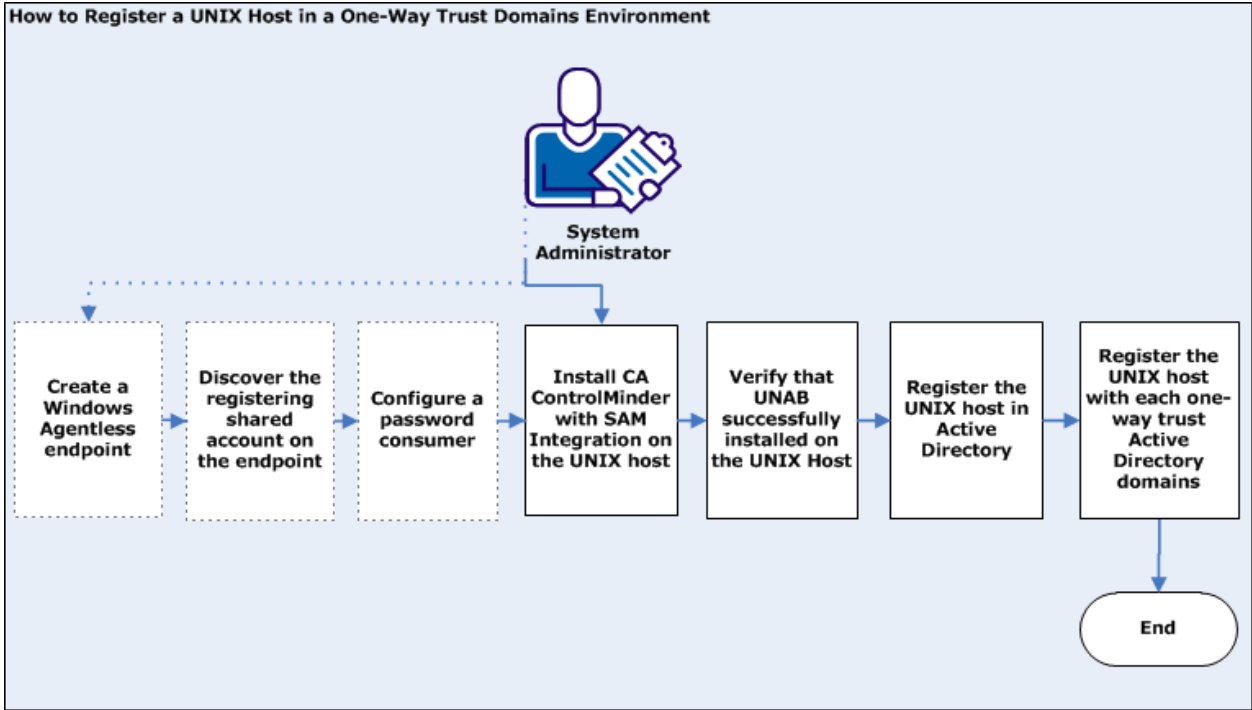 How to Register a UNIX Host in a One-Way Trust Domains Environment
System
Administrator
Create a
Windows
Agentless
endpoint
Discover the
registering
shared
account on
the endpoint
Configure a
password
consumer
Install CA
ControlMinder
with SAM
Integration on
the UNIX host
Verify that
UNAB
successfully
installed on
the UNIX Host
Register the
UNIX host in
Active
Directory
Register the
UNIX host
with each one-
way trust
Active
Directory
domains
End